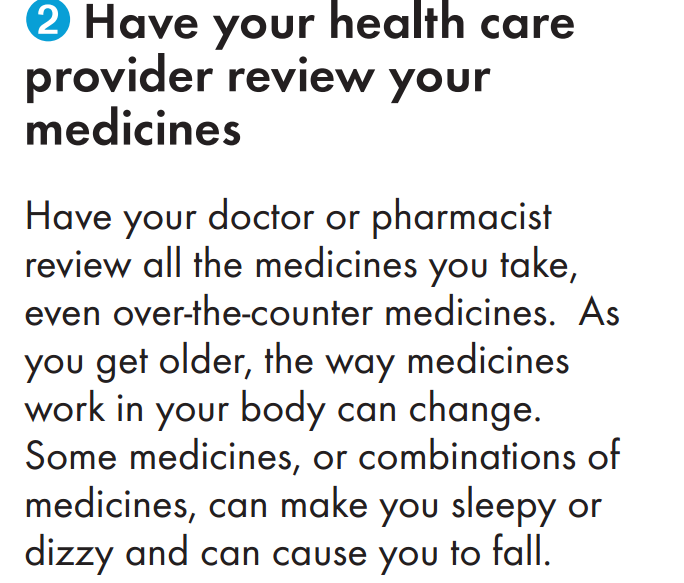 2 Have your health care
provider review your
medicines
Have your doctor or pharmacist
review all the medicines you take,
even over-the-counter medicines.  As
you get older, the way medicines
work in your body can change.
Some medicines, or combinations of
medicines, can make you sleepy or
dizzy and can cause you to fall.